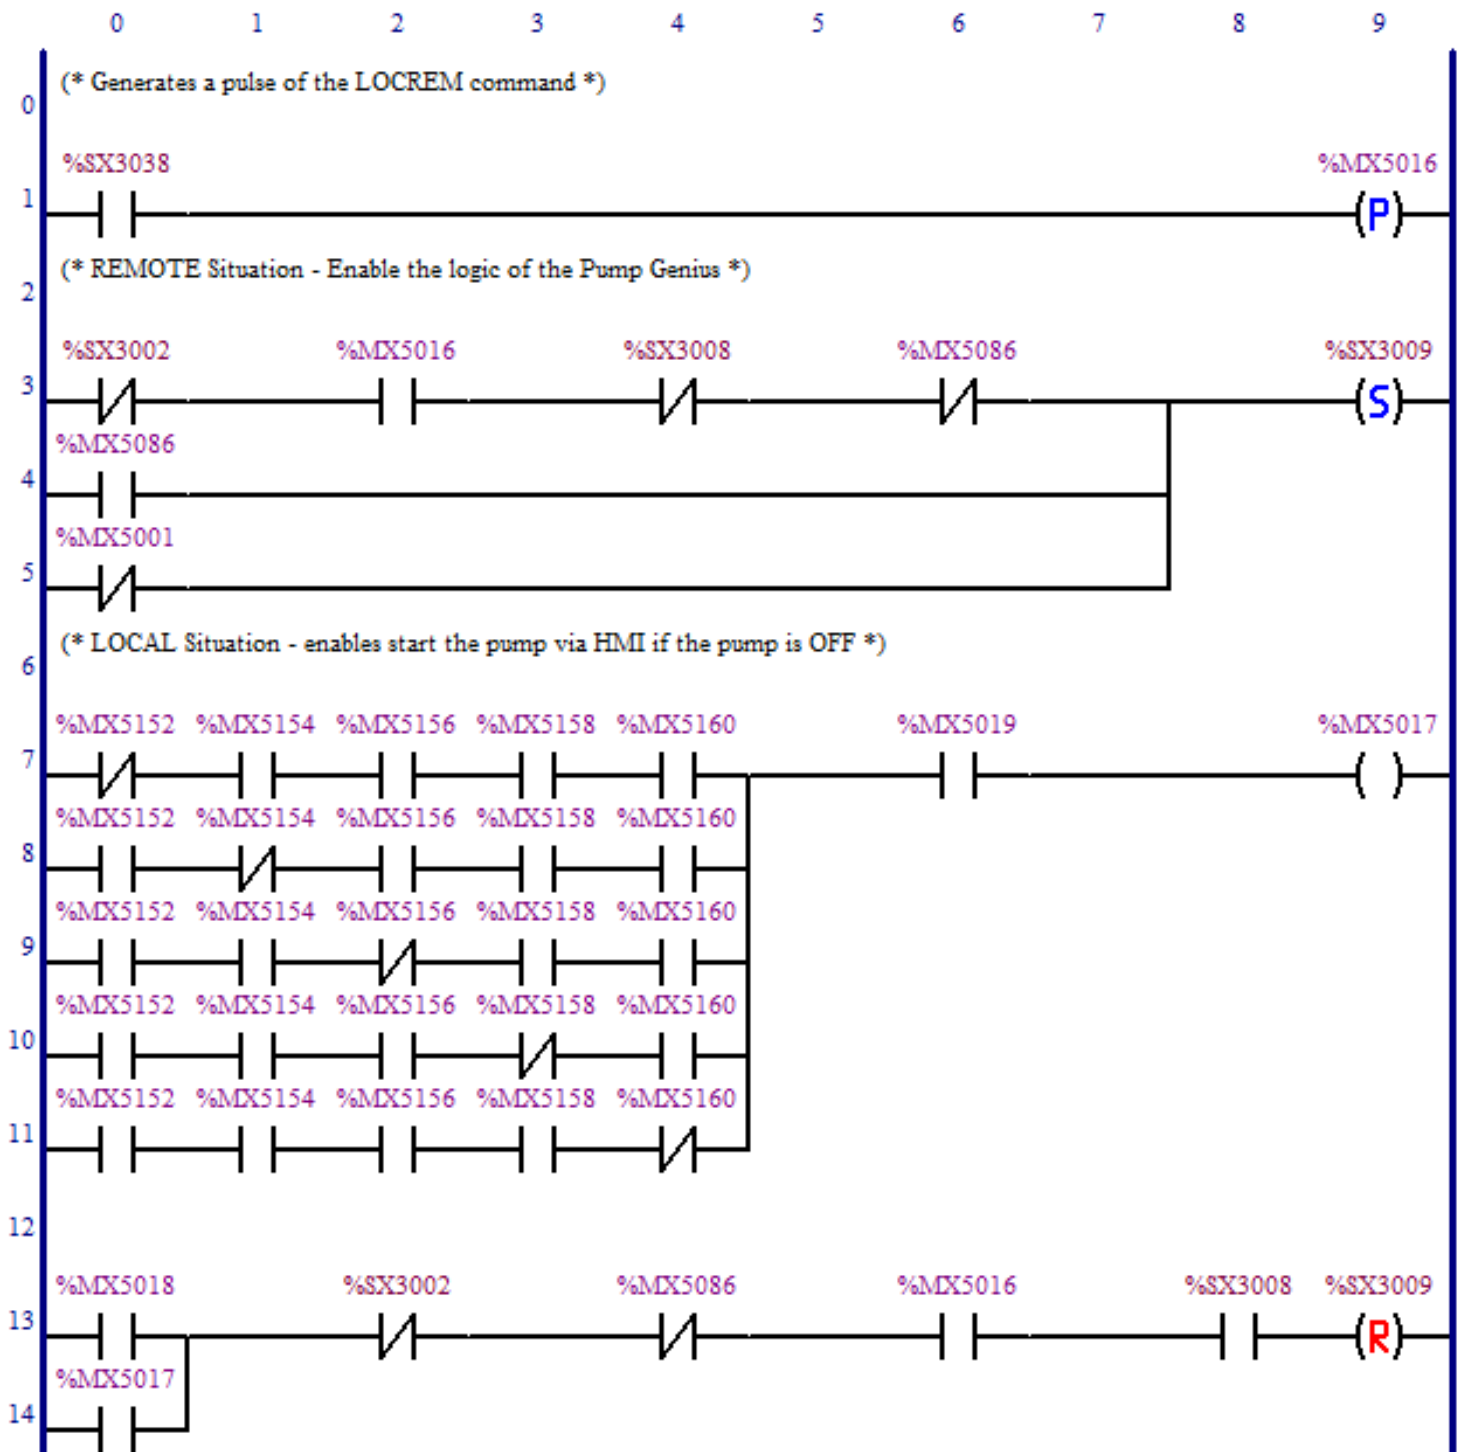 0 1 2 3 4 5 6 7 8 9
(* Generates a pulse of the LOCREM command *)
0
%SX3038 %MX5016
1 (P)
(* REMOTE Situation - Enable the logic of the Pump Genius *)
2
%SX3002 %MX5016 %SX3008 %MX5086 %SX3009
3 (S)
%MX5086
4
%MX5001
5
(* LOCAL Situation - enables start the pump via HMI if the pump is OFF *)
6
%MX5152 %MX5154 %MX5156 %MX5158 %MX5160 %MX5019 %MX5017
7 ( )
%MX5152 %MX5154 %MX5156 %MX5158 %MX5160
8
%MX5152 %MX5154 %MX5156 %MX5158 %MX5160
9
%MX5152 %MX5154 %MX5156 %MX5158 %MX5160
10
%MX5152 %MX5154 %MX5156 %MX5158 %MX5160
11
12
%MX5018 %SX3002 %MX5086 %MX5016 %SX3008 %SX3009
13 (R)
%MX5017
14